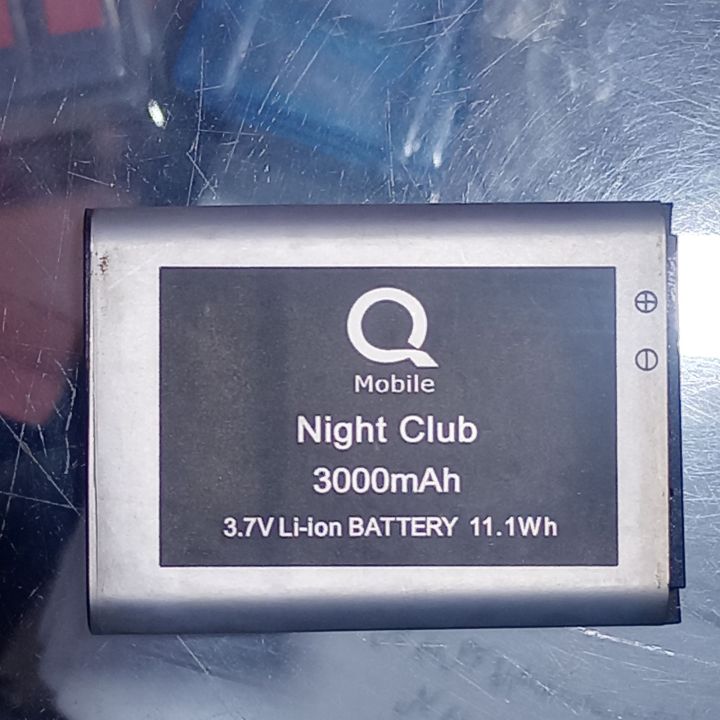 Q
Mobile
Night Club
3000mAh
3.7V Li-ion BATTERY 11.1Wh
⊕
⊖